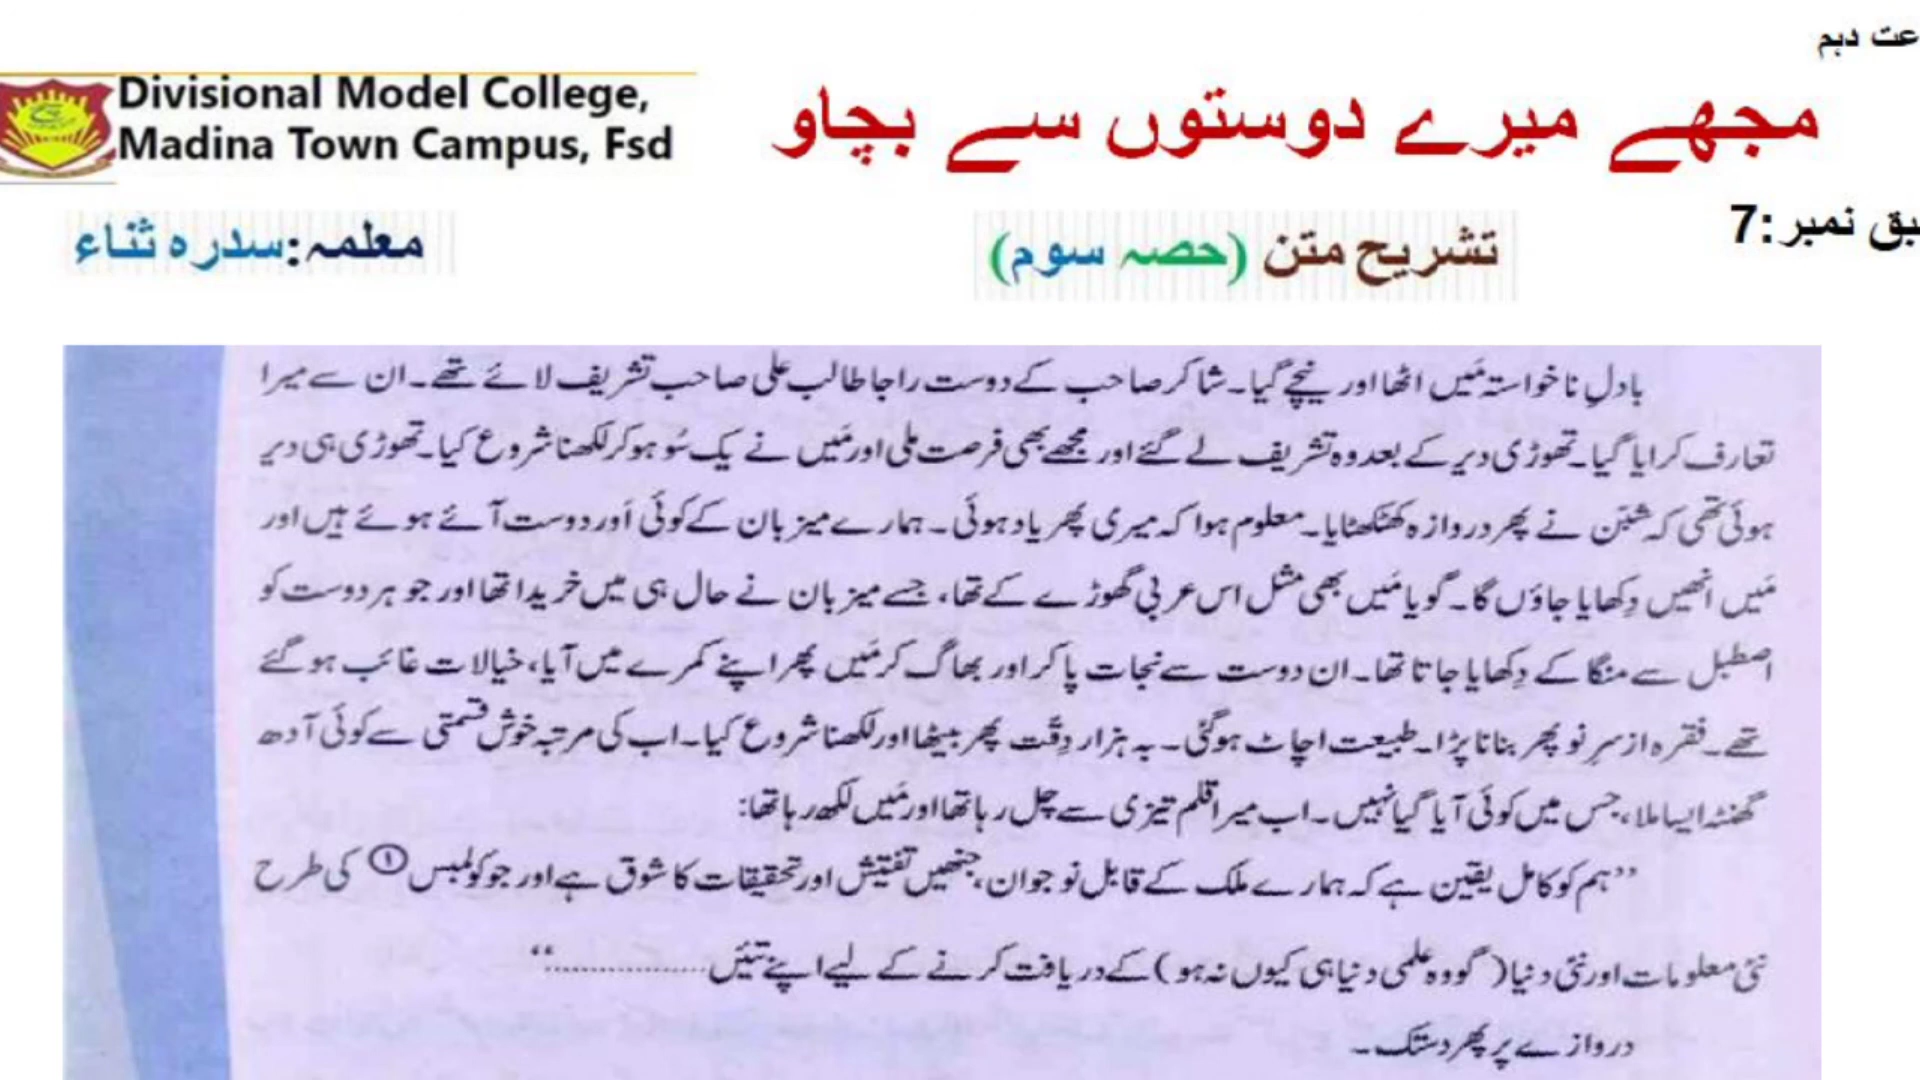 عت دہم
Divisional Model College,
Madina Town Campus, Fsd
مجھے میرے دوستوں سے بچاو
بق نمبر:7
تشریح متن (حصہ سوم)
معلمہ:سدرہ ثناء
بادلِ ناخواستہ مَیں اٹھا اور نیچے گیا۔ شاکر صاحب کے دوست راجا طالب علی صاحب تشریف لائے تھے۔ ان سے میرا
تعارف کرایا گیا۔ تھوڑی دیر کے بعد وہ تشریف لے گئے اور مجھے بھی فرصت ملی اور مَیں نے یک سُو ہو کر لکھنا شروع کیا۔ تھوڑی ہی دیر
ہوئی تھی کہ شبّن نے پھر دروازہ کھٹکھٹایا۔ معلوم ہوا کہ میری پھر یاد ہوئی۔ ہمارے میزبان کے کوئی اَور دوست آئے ہوئے ہیں اور
مَیں انھیں دِکھایا جاؤں گا۔ گویا مَیں بھی مثل اس عربی گھوڑے کے تھا، جسے میزبان نے حال ہی میں خریدا تھا اور جو ہر دوست کو
اصطبل سے منگا کے دِکھایا جاتا تھا۔ ان دوست سے نجات پا کر اور بھاگ کر مَیں پھر اپنے کمرے میں آیا، خیالات غائب ہو گئے
تھے۔ فقرہ از سرِ نو پھر بنانا پڑا۔ طبیعت اچاٹ ہو گئی۔ بہ ہزار دِقّت پھر بیٹھا اور لکھنا شروع کیا۔ اب کی مرتبہ خوش قسمتی سے کوئی آدھ
گھنٹہ ایسا ملا، جس میں کوئی آیا گیا نہیں۔ اب میرا قلم تیزی سے چل رہا تھا اور مَیں لکھ رہا تھا:
’’ہم کو کامل یقین ہے کہ ہمارے ملک کے قابل نوجوان، جنھیں تفتیش اور تحقیقات کا شوق ہے اور جو کولمبس ① کی طرح
نئی معلومات اور نئی دنیا (گو وہ علمی دنیا ہی کیوں نہ ہو) کے دریافت کرنے کے لیے اپنے تئیں...............‘‘
دروازے پر پھر دستک۔